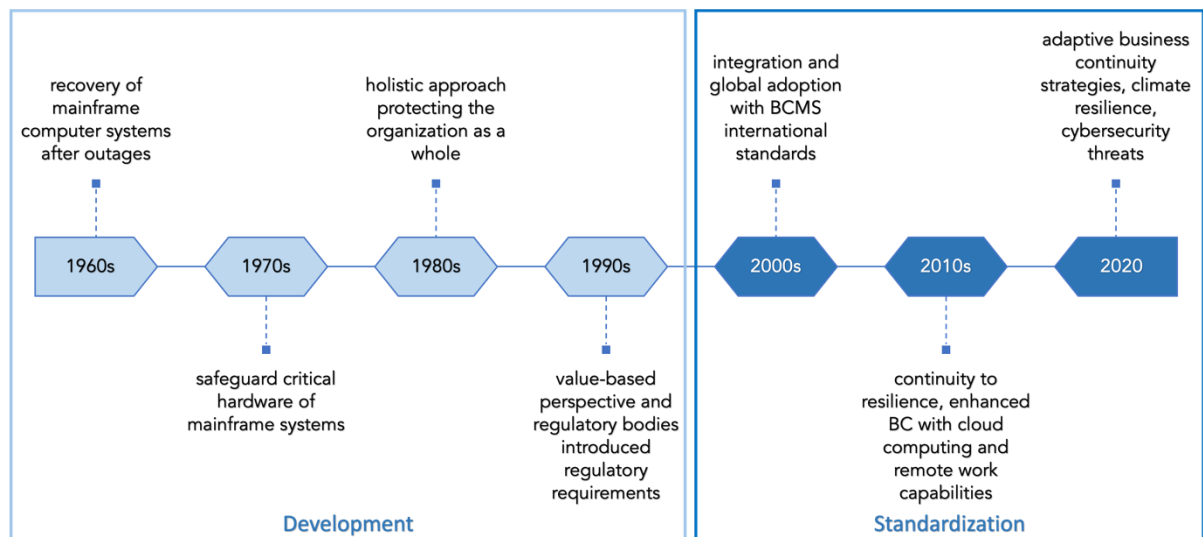 recovery of
mainframe
computer systems
after outages
holistic approach
protecting the
organization as a
whole
integration and
global adoption
with BCMS
international
standards
adaptive business
continuity
strategies, climate
resilience,
cybersecurity
threats
1960s
1970s
1980s
1990s
2000s
2010s
2020
safeguard critical
hardware of
mainframe systems
value-based
perspective and
regulatory bodies
introduced
regulatory
requirements
continuity to
resilience, enhanced
BC with cloud
computing and
remote work
capabilities
Development
Standardization